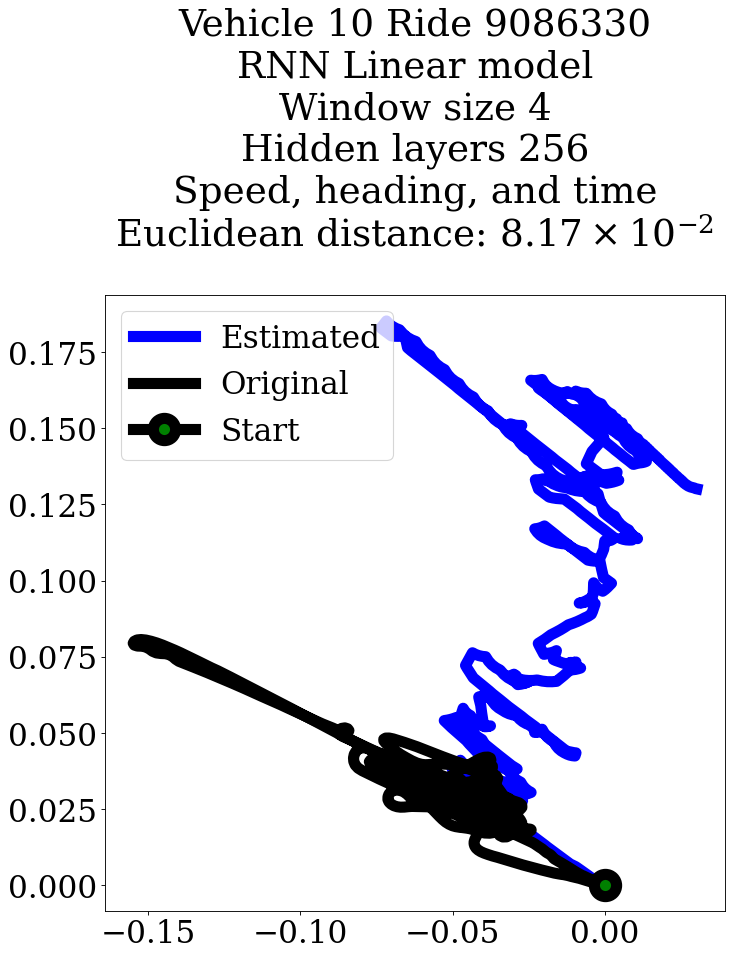 Vehicle 10 Ride 9086330
RNN Linear model
Window size 4
Hidden layers 256
Speed, heading, and time
Euclidean distance: 8.17 × 10⁻²
Estimated
Original
Start
0.175
0.150
0.125
0.100
0.075
0.050
0.025
0.000
−0.15 −0.10 −0.05 0.00